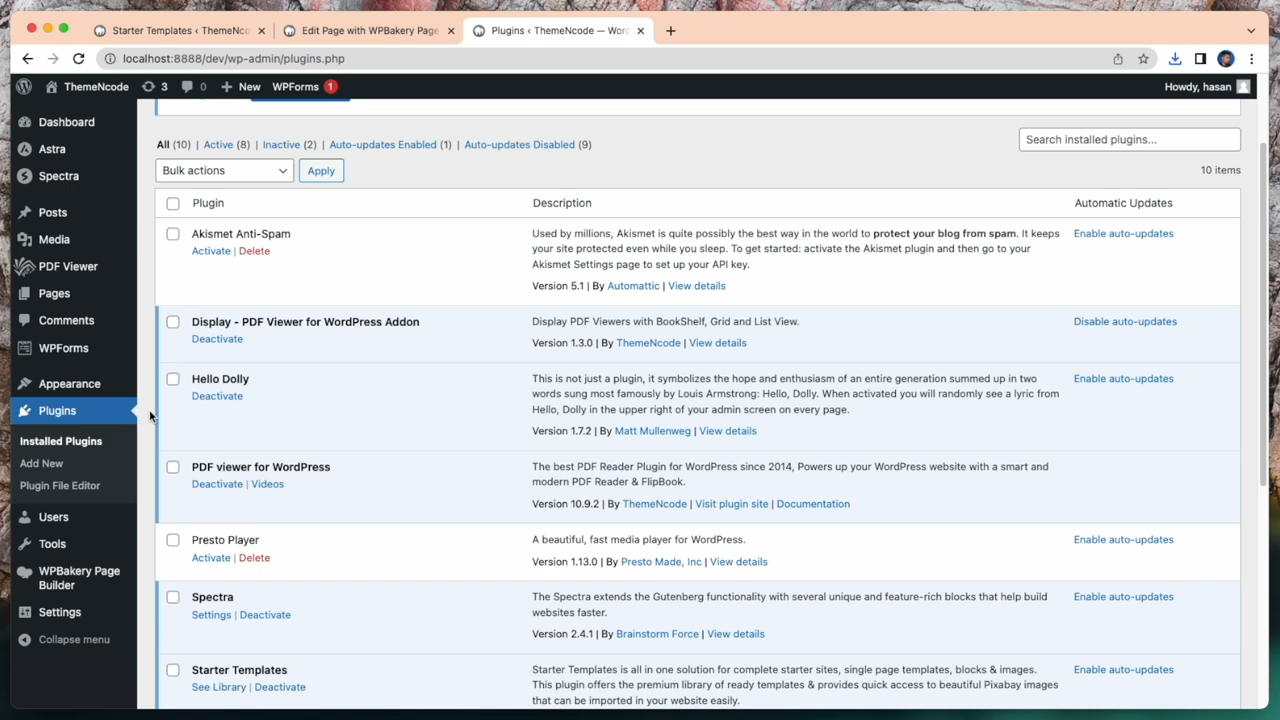 Starter Templates ‹ ThemeNco
Edit Page with WPBakery Page
Plugins ‹ ThemeNcode — Word
localhost:8888/dev/wp-admin/plugins.php
ThemeNcode
3
0
New
WPForms 1
Howdy, hasan
Dashboard
Astra
Spectra
Posts
Media
PDF Viewer
Pages
Comments
WPForms
Appearance
Plugins
Installed Plugins
Add New
Plugin File Editor
Users
Tools
WPBakery Page
Builder
Settings
Collapse menu
All (10) | Active (8) | Inactive (2) | Auto-updates Enabled (1) | Auto-updates Disabled (9)
Search installed plugins...
Bulk actions
Apply
10 items
Plugin
Description
Automatic Updates
Akismet Anti-Spam
Activate | Delete
Used by millions, Akismet is quite possibly the best way in the world to protect your blog from spam. It keeps
your site protected even while you sleep. To get started: activate the Akismet plugin and then go to your
Akismet Settings page to set up your API key.
Version 5.1 | By Automattic | View details
Enable auto-updates
Display - PDF Viewer for WordPress Addon
Deactivate
Display PDF Viewers with BookShelf, Grid and List View.
Version 1.3.0 | By ThemeNcode | View details
Disable auto-updates
Hello Dolly
Deactivate
This is not just a plugin, it symbolizes the hope and enthusiasm of an entire generation summed up in two
words sung most famously by Louis Armstrong: Hello, Dolly. When activated you will randomly see a lyric from
Hello, Dolly in the upper right of your admin screen on every page.
Version 1.7.2 | By Matt Mullenweg | View details
Enable auto-updates
PDF viewer for WordPress
Deactivate | Videos
The best PDF Reader Plugin for WordPress since 2014, Powers up your WordPress website with a smart and
modern PDF Reader & FlipBook.
Version 10.9.2 | By ThemeNcode | Visit plugin site | Documentation
Presto Player
Activate | Delete
A beautiful, fast media player for WordPress.
Version 1.13.0 | By Presto Made, Inc | View details
Enable auto-updates
Spectra
Settings | Deactivate
The Spectra extends the Gutenberg functionality with several unique and feature-rich blocks that help build
websites faster.
Version 2.4.1 | By Brainstorm Force | View details
Enable auto-updates
Starter Templates
See Library | Deactivate
Starter Templates is all in one solution for complete starter sites, single page templates, blocks & images.
This plugin offers the premium library of ready templates & provides quick access to beautiful Pixabay images
that can be imported in your website easily.
Enable auto-updates